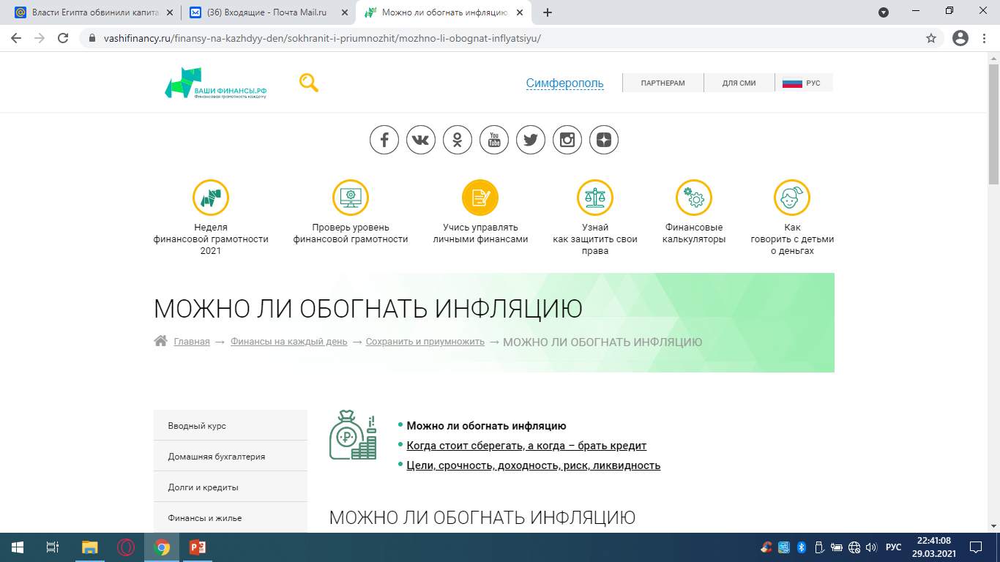 Власти Египта обвинили капита
(36) Входящие - Почта Mail.ru
Можно ли обогнать инфляцию
vashifinancy.ru/finansy-na-kazhdyy-den/sokhranit-i-priumnozhit/mozhno-li-obognat-inflyatsiyu/
ВАШИ ФИНАНСЫ.РФ
Финансовая грамотность каждому
Симферополь
ПАРТНЕРАМ
ДЛЯ СМИ
РУС
You
Tube
Неделя
финансовой грамотности
2021
Проверь уровень
финансовой грамотности
Учись управлять
личными финансами
Узнай
как защитить свои
права
Финансовые
калькуляторы
Как
говорить с детьми
о деньгах
МОЖНО ЛИ ОБОГНАТЬ ИНФЛЯЦИЮ
Главная → Финансы на каждый день → Сохранить и приумножить → МОЖНО ЛИ ОБОГНАТЬ ИНФЛЯЦИЮ
Вводный курс
Домашняя бухгалтерия
Долги и кредиты
Финансы и жилье
• Можно ли обогнать инфляцию
• Когда стоит сберегать, а когда – брать кредит
• Цели, срочность, доходность, риск, ликвидность
МОЖНО ЛИ ОБОГНАТЬ ИНФЛЯЦИЮ
РУС
22:41:08
29.03.2021